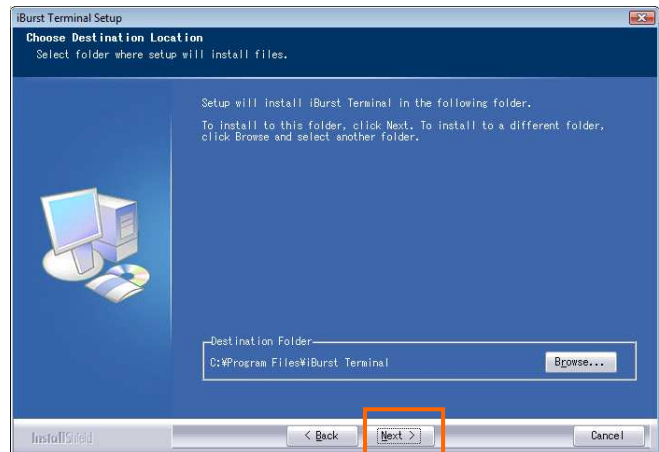 iBurst Terminal Setup
Choose Destination Location
Select folder where setup will install files.
Setup will install iBurst Terminal in the following folder.
To install to this folder, click Next. To install to a different folder,
click Browse and select another folder.
Destination Folder
C:¥Program Files¥iBurst Terminal
Browse...
InstallShield
< Back
Next >
Cancel